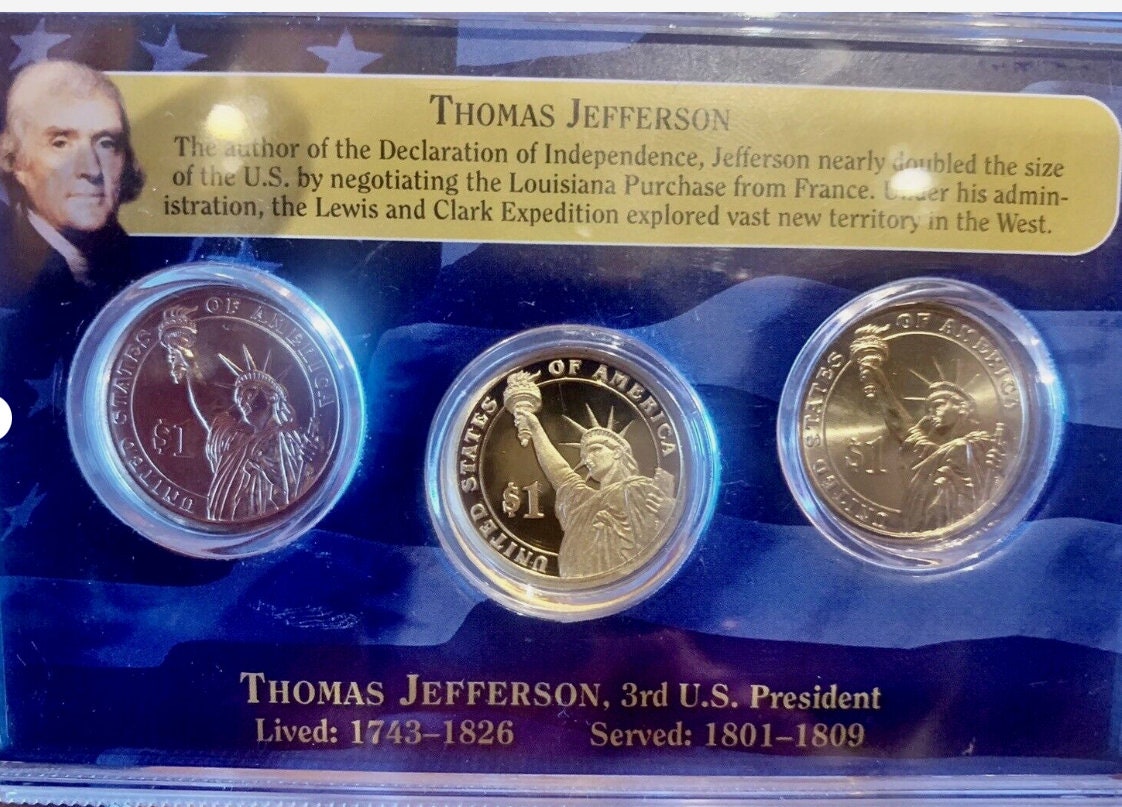 THOMAS JEFFERSON
The author of the Declaration of Independence, Jefferson nearly doubled the size
of the U.S. by negotiating the Louisiana Purchase from France. Under his admin-
istration, the Lewis and Clark Expedition explored vast new territory in the West.
UNITED STATES OF AMERICA
$1
UNITED STATES OF AMERICA
$1
UNITED STATES OF AMERICA
$1
THOMAS JEFFERSON, 3rd U.S. President
Lived: 1743–1826 Served: 1801–1809